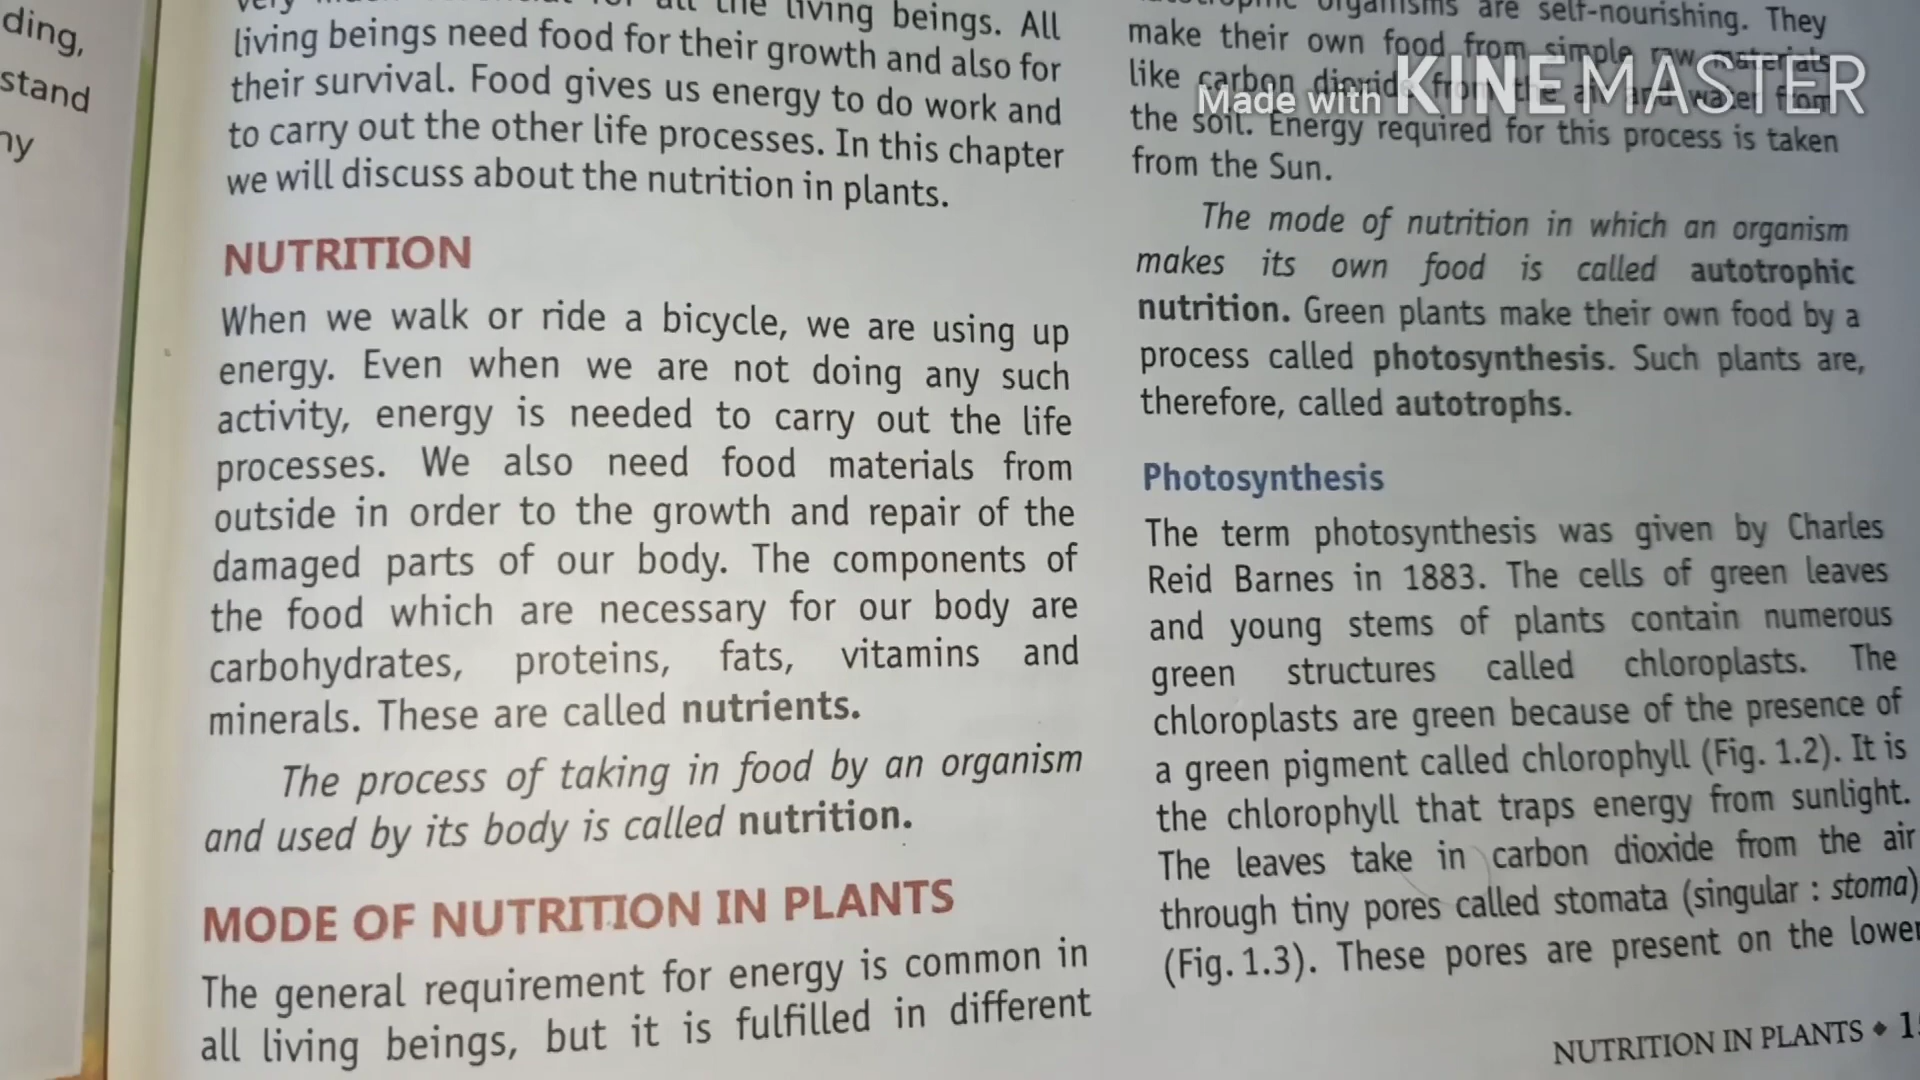 ding,
stand
ny
all the living beings. All
living beings need food for their growth and also for
their survival. Food gives us energy to do work and
to carry out the other life processes. In this chapter
we will discuss about the nutrition in plants.
NUTRITION
When we walk or ride a bicycle, we are using up
energy. Even when we are not doing any such
activity, energy is needed to carry out the life
processes. We also need food materials from
outside in order to the growth and repair of the
damaged parts of our body. The components of
the food which are necessary for our body are
carbohydrates, proteins, fats, vitamins and
minerals. These are called nutrients.
The process of taking in food by an organism
and used by its body is called nutrition.
MODE OF NUTRITION IN PLANTS
The general requirement for energy is common in
all living beings, but it is fulfilled in different
organisms are self-nourishing. They
make their own food from simple raw materials
like carbon dioxide from the air and water from
the soil. Energy required for this process is taken
from the Sun.
The mode of nutrition in which an organism
makes its own food is called autotrophic
nutrition. Green plants make their own food by a
process called photosynthesis. Such plants are,
therefore, called autotrophs.
Photosynthesis
The term photosynthesis was given by Charles
Reid Barnes in 1883. The cells of green leaves
and young stems of plants contain numerous
green structures called chloroplasts. The
chloroplasts are green because of the presence of
a green pigment called chlorophyll (Fig. 1.2). It is
the chlorophyll that traps energy from sunlight.
The leaves take in carbon dioxide from the air
through tiny pores called stomata (singular : stoma)
(Fig. 1.3). These pores are present on the lower
NUTRITION IN PLANTS ◆
Made with KINEMASTER